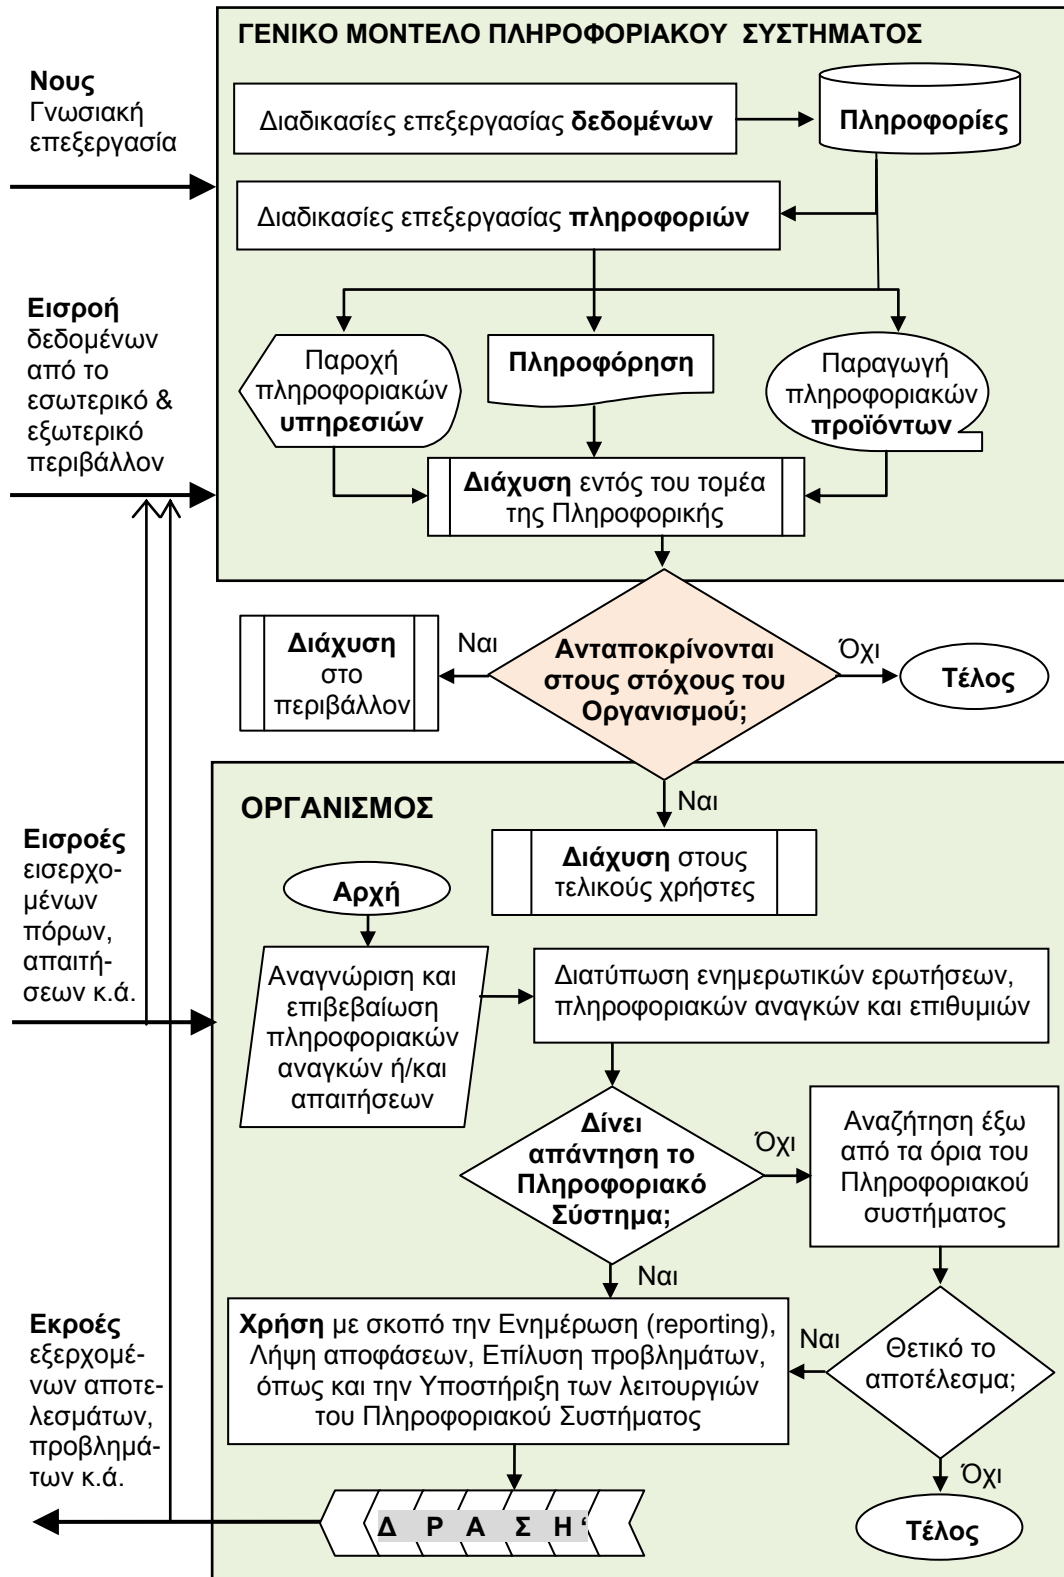 ΓΕΝΙΚΟ ΜΟΝΤΕΛΟ ΠΛΗΡΟΦΟΡΙΑΚΟΥ ΣΥΣΤΗΜΑΤΟΣ
Νους
Γνωσιακή
επεξεργασία
Διαδικασίες επεξεργασίας δεδομένων
Πληροφορίες
Διαδικασίες επεξεργασίας πληροφοριών
Εισροή
δεδομένων
από το
εσωτερικό &
εξωτερικό
περιβάλλον
Παροχή
πληροφοριακών
υπηρεσιών
Πληροφόρηση
Παραγωγή
πληροφοριακών
προϊόντων
Διάχυση εντός του τομέα
της Πληροφορικής
Διάχυση
στο
περιβάλλον
Ναι
Ανταποκρίνονται
στους στόχους του
Οργανισμού;
Όχι
Τέλος
Ναι
ΟΡΓΑΝΙΣΜΟΣ
Διάχυση στους
τελικούς χρήστες
Εισροές
εισερχο-
μένων
πόρων,
απαιτή-
σεων κ.ά.
Αρχή
Αναγνώριση και
επιβεβαίωση
πληροφοριακών
αναγκών ή/και
απαιτήσεων
Διατύπωση ενημερωτικών ερωτήσεων,
πληροφοριακών αναγκών και επιθυμιών
Δίνει
απάντηση το
Πληροφοριακό
Σύστημα;
Όχι
Αναζήτηση έξω
από τα όρια του
Πληροφοριακού
συστήματος
Ναι
Εκροές
εξερχομέ-
νων αποτε-
λεσμάτων,
προβλημά-
των κ.ά.
Χρήση με σκοπό την Ενημέρωση (reporting),
Λήψη αποφάσεων, Επίλυση προβλημάτων,
όπως και την Υποστήριξη των λειτουργιών
του Πληροφοριακού Συστήματος
Ναι
Θετικό το
αποτέλεσμα;
Όχι
Δ Ρ Α Σ Η ‘
Τέλος